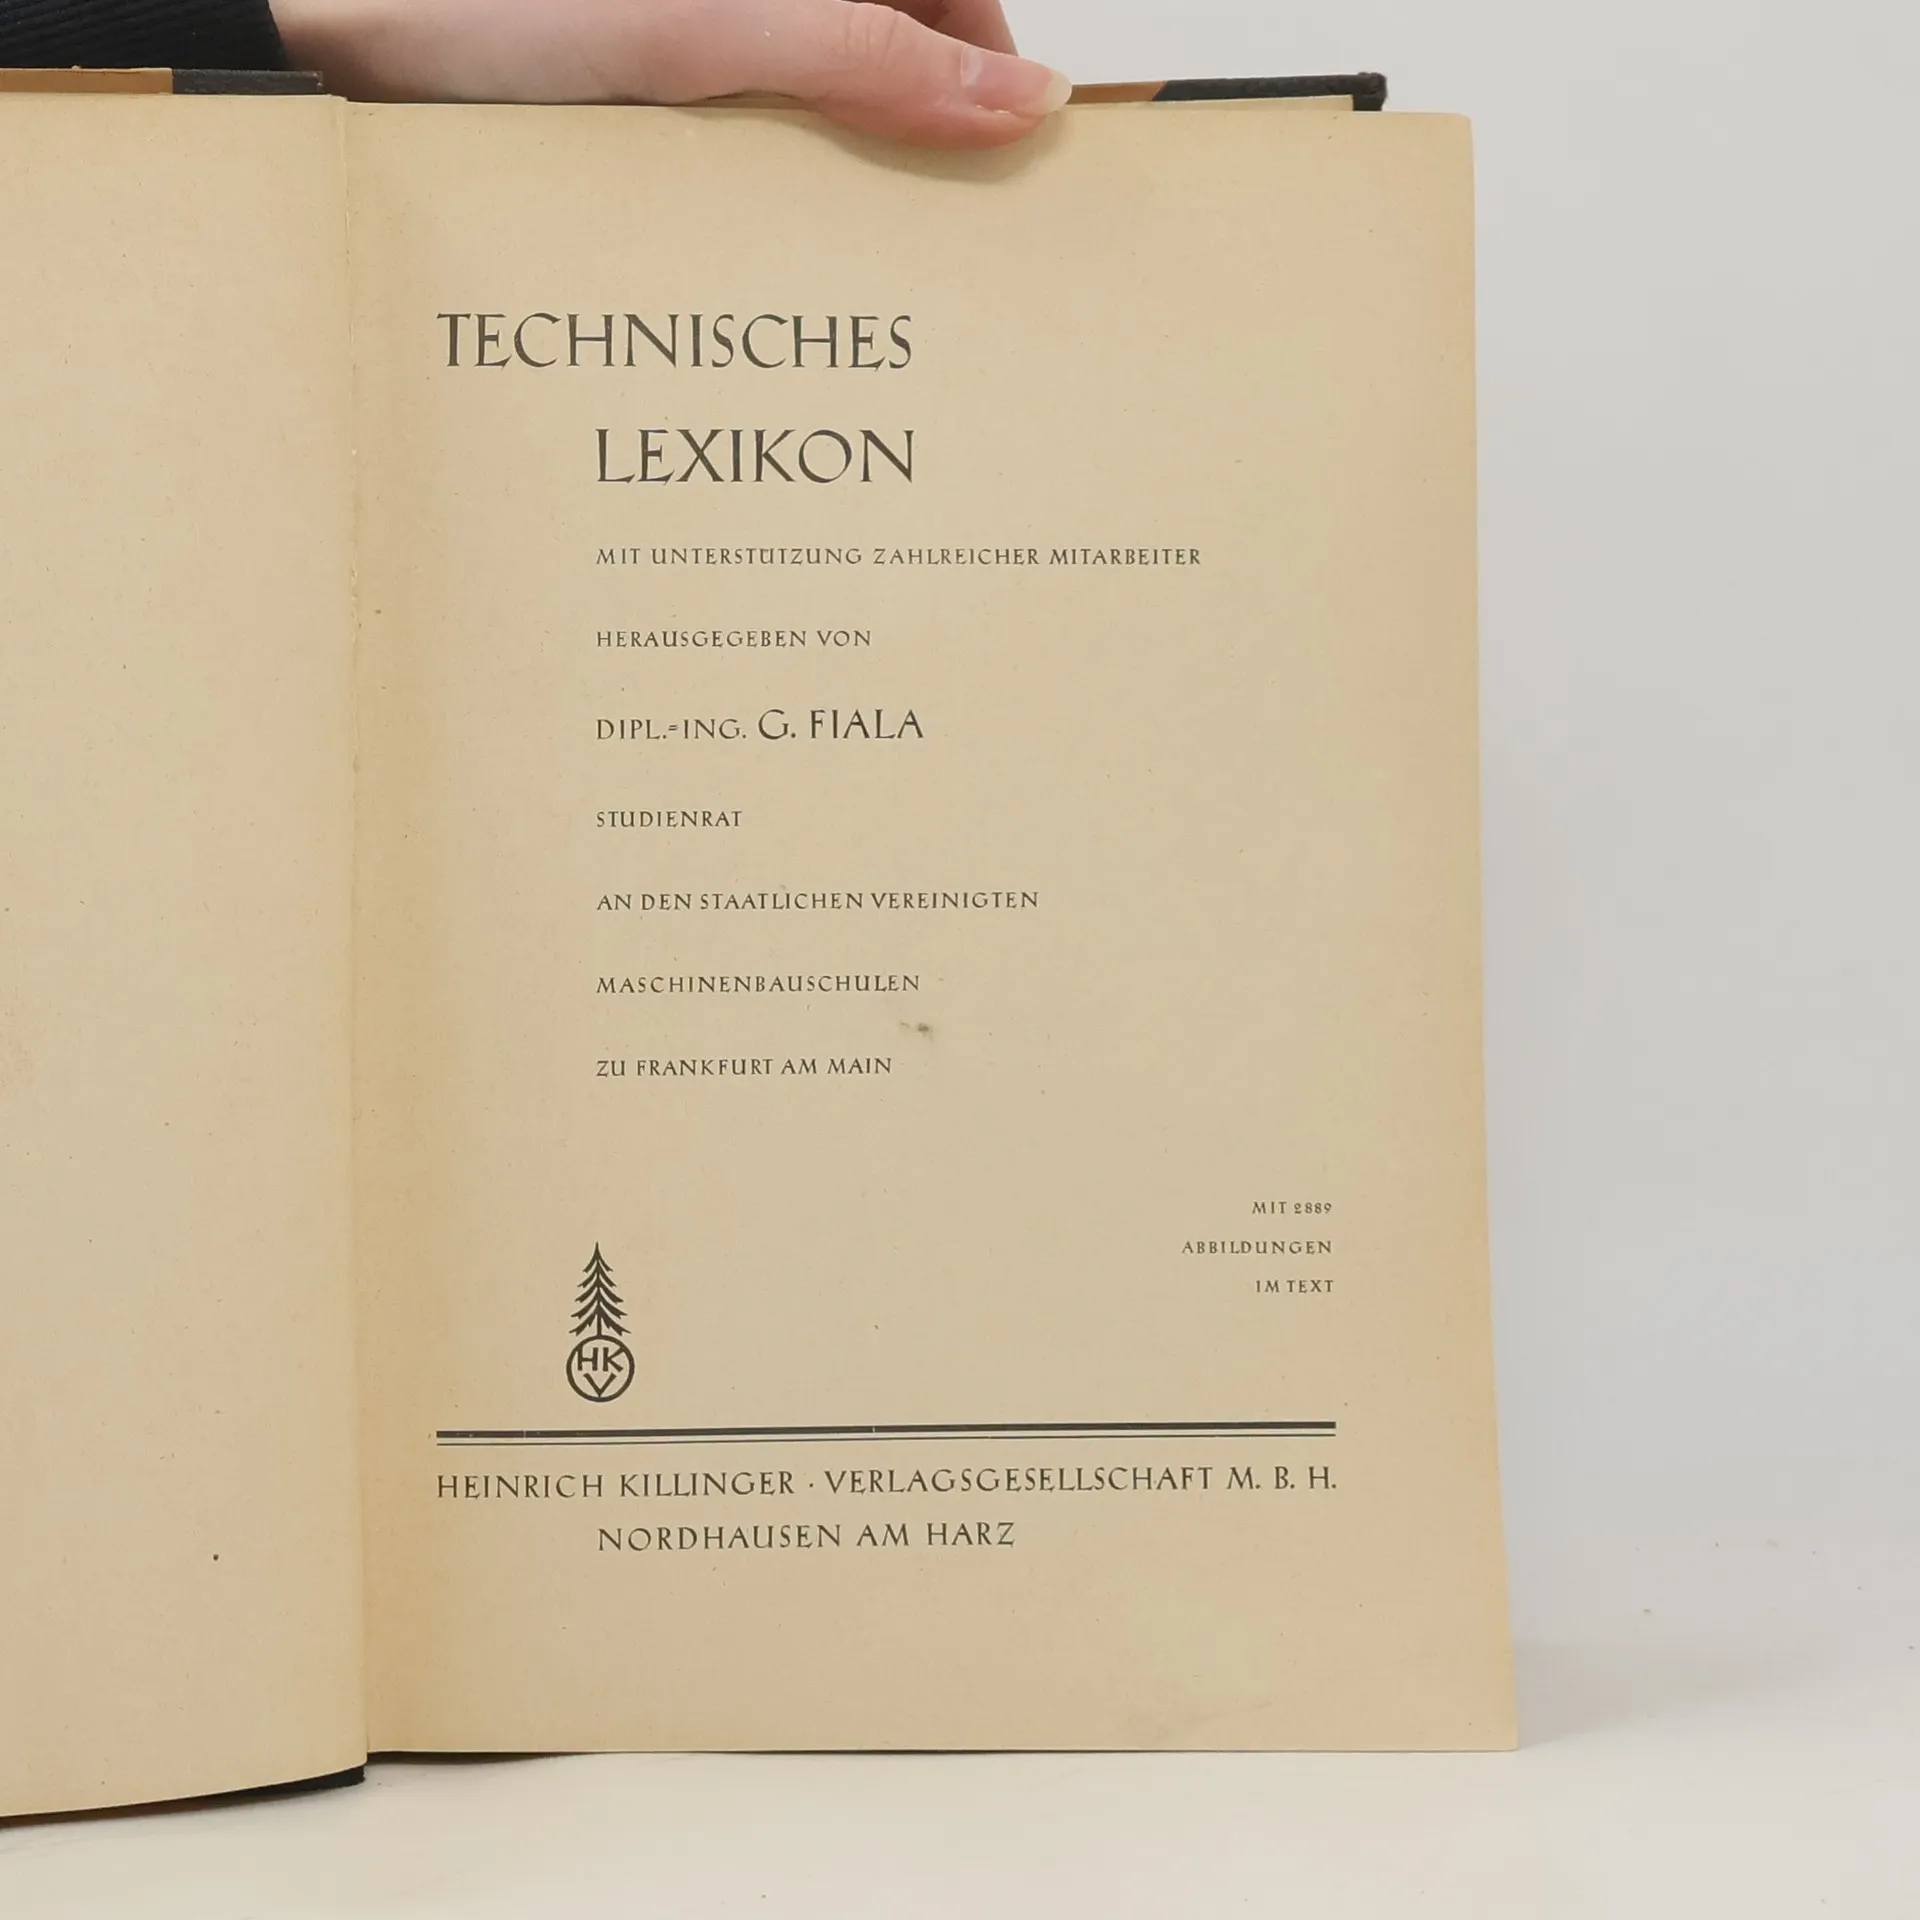 TECHNISCHES
LEXIKON
MIT UNTERSTÜTZUNG ZAHLREICHER MITARBEITER
HERAUSGEGEBEN VON
DIPL.=ING. G. FIALA
STUDIENRAT
AN DEN STAATLICHEN VEREINIGTEN
MASCHINENBAUSCHULEN
ZU FRANKFURT AM MAIN
MIT 2889
ABBILDUNGEN
IM TEXT
HK
V
HEINRICH KILLINGER · VERLAGSGESELLSCHAFT M. B. H.
NORDHAUSEN AM HARZ